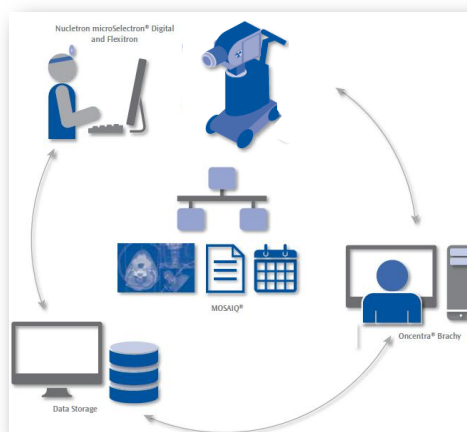 Nucletron microSelectron® Digital
and Flexitron
MOSAIQ®
Oncentra® Brachy
Data Storage